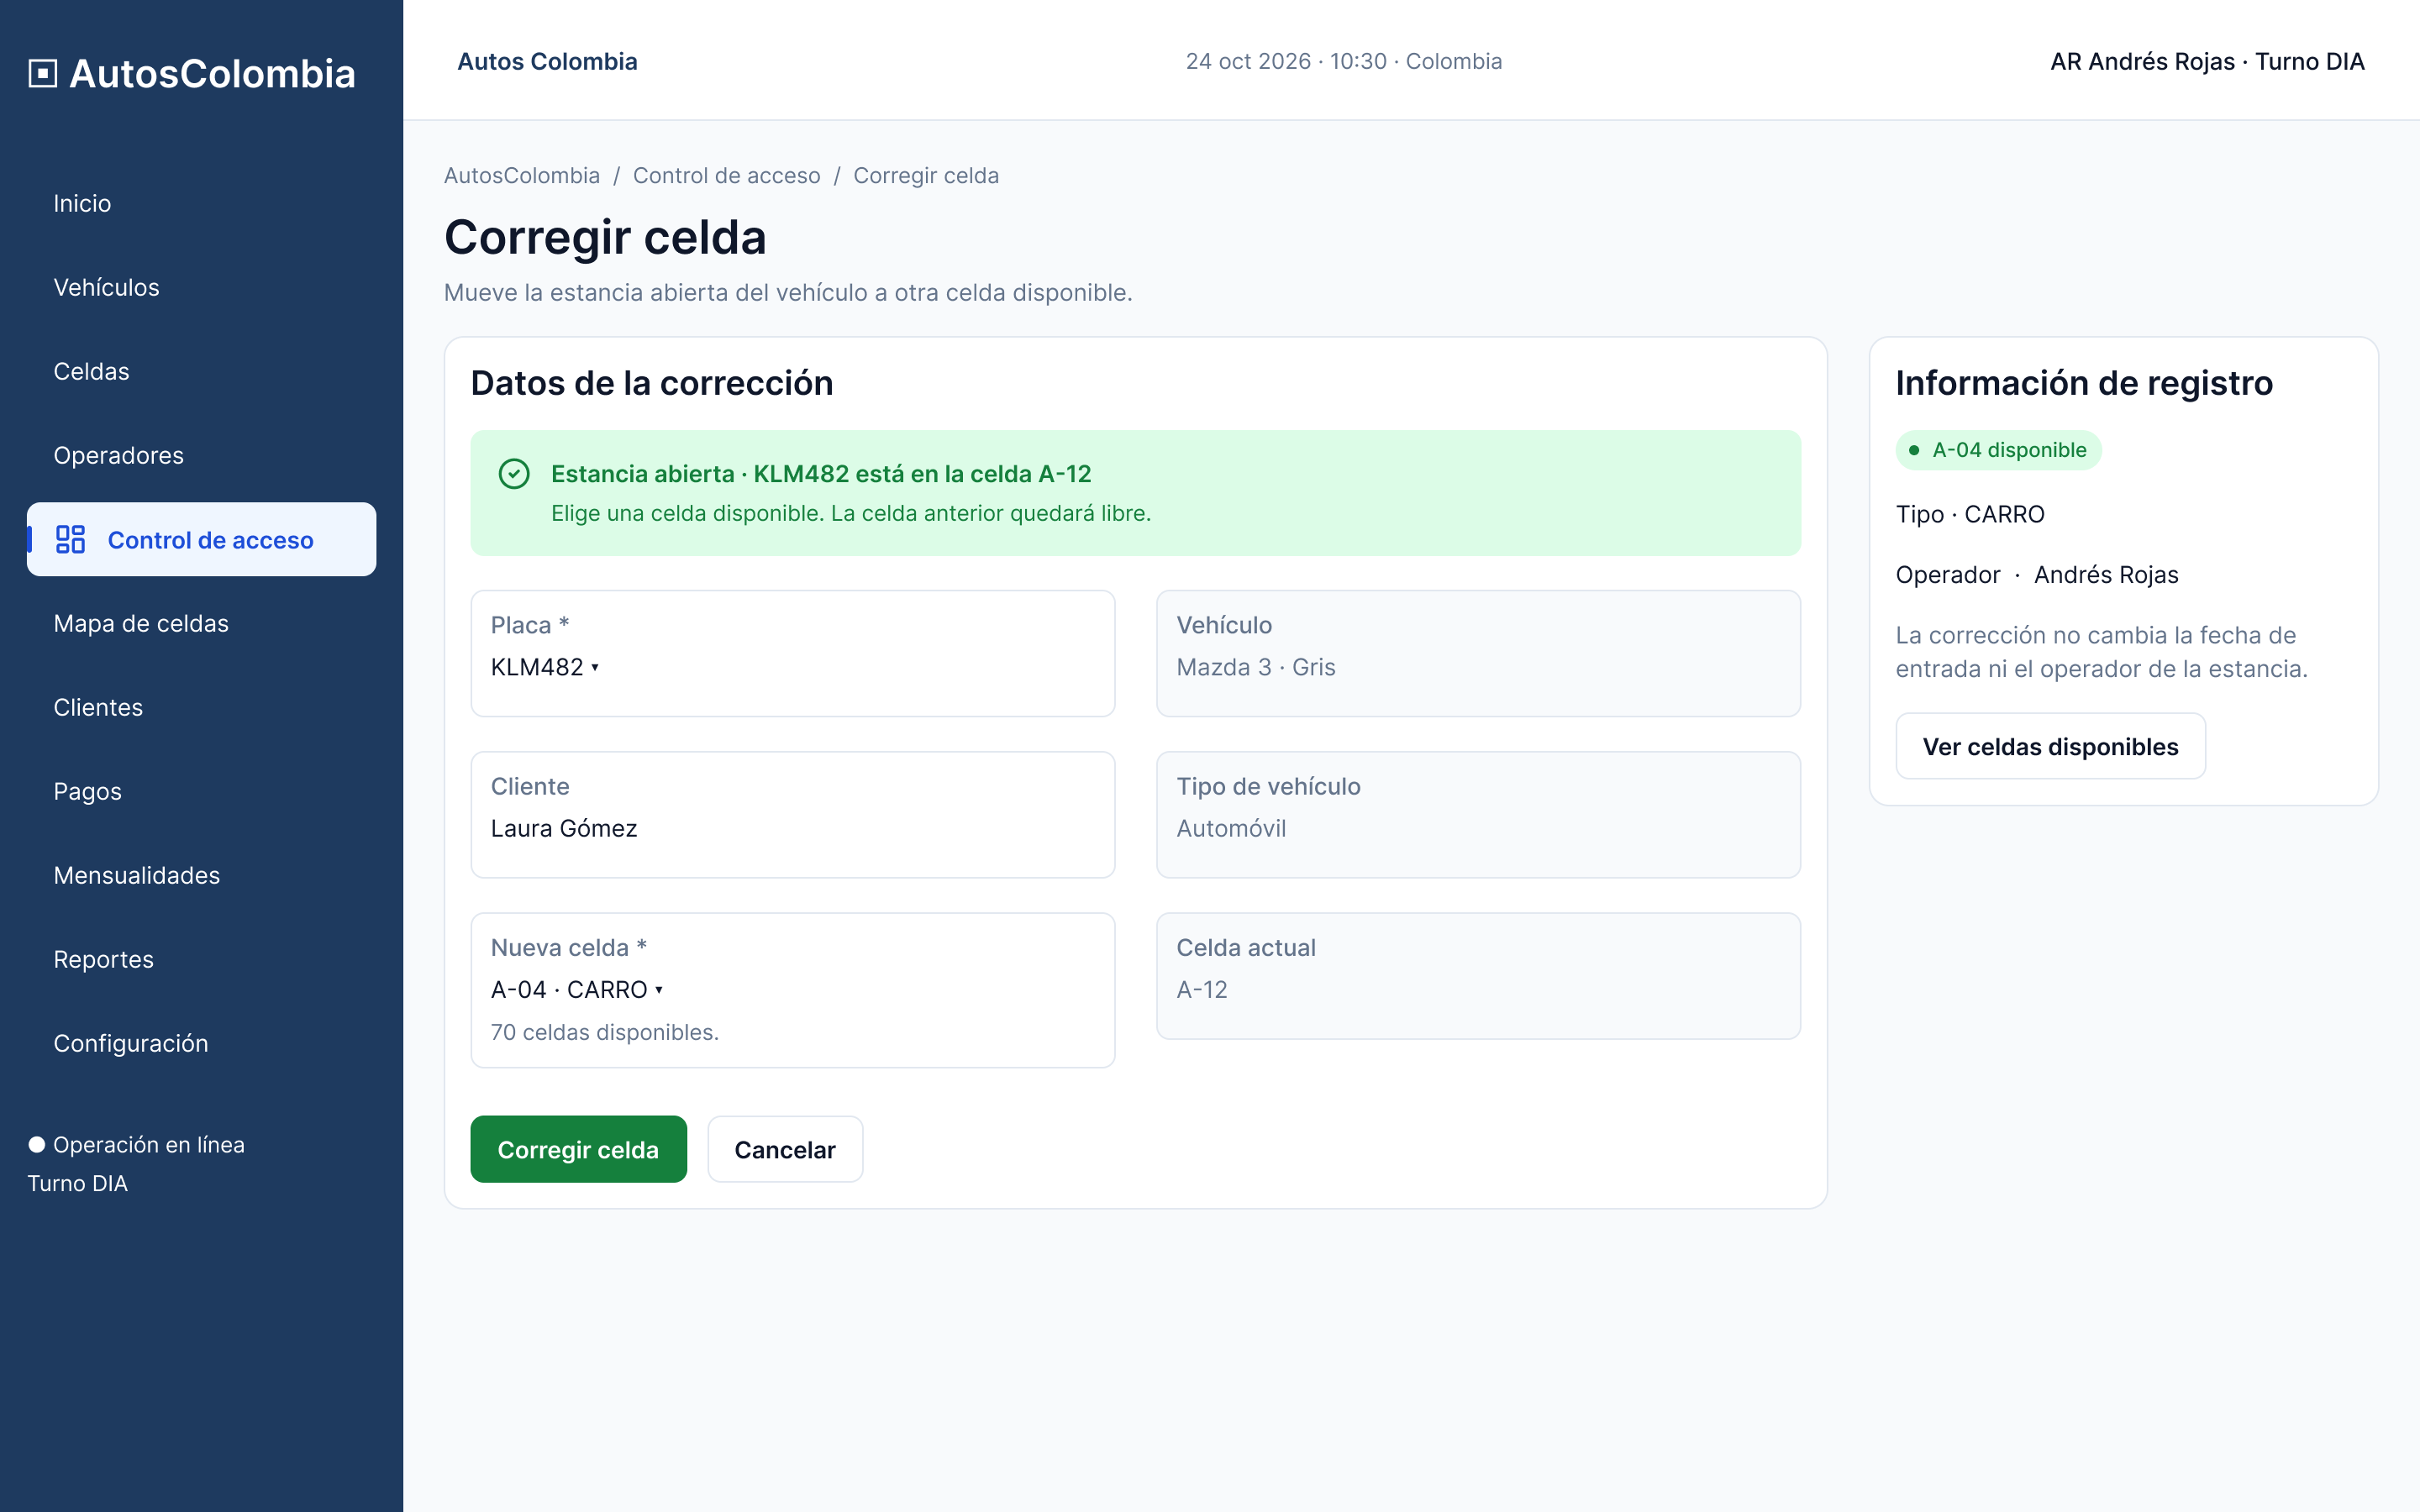 AutosColombia
Inicio
Vehículos
Celdas
Operadores
Control de acceso
Mapa de celdas
Clientes
Pagos
Mensualidades
Reportes
Configuración
Operación en línea
Turno DIA
Autos Colombia
24 oct 2026 · 10:30 · Colombia
AR Andrés Rojas · Turno DIA
AutosColombia / Control de acceso / Corregir celda
Corregir celda
Mueve la estancia abierta del vehículo a otra celda disponible.
Datos de la corrección
Estancia abierta · KLM482 está en la celda A-12
Elige una celda disponible. La celda anterior quedará libre.
Placa *
KLM482 ▾
Vehículo
Mazda 3 · Gris
Cliente
Laura Gómez
Tipo de vehículo
Automóvil
Nueva celda *
A-04 · CARRO ▾
70 celdas disponibles.
Celda actual
A-12
Corregir celda
Cancelar
Información de registro
A-04 disponible
Tipo · CARRO
Operador · Andrés Rojas
La corrección no cambia la fecha de
entrada ni el operador de la estancia.
Ver celdas disponibles